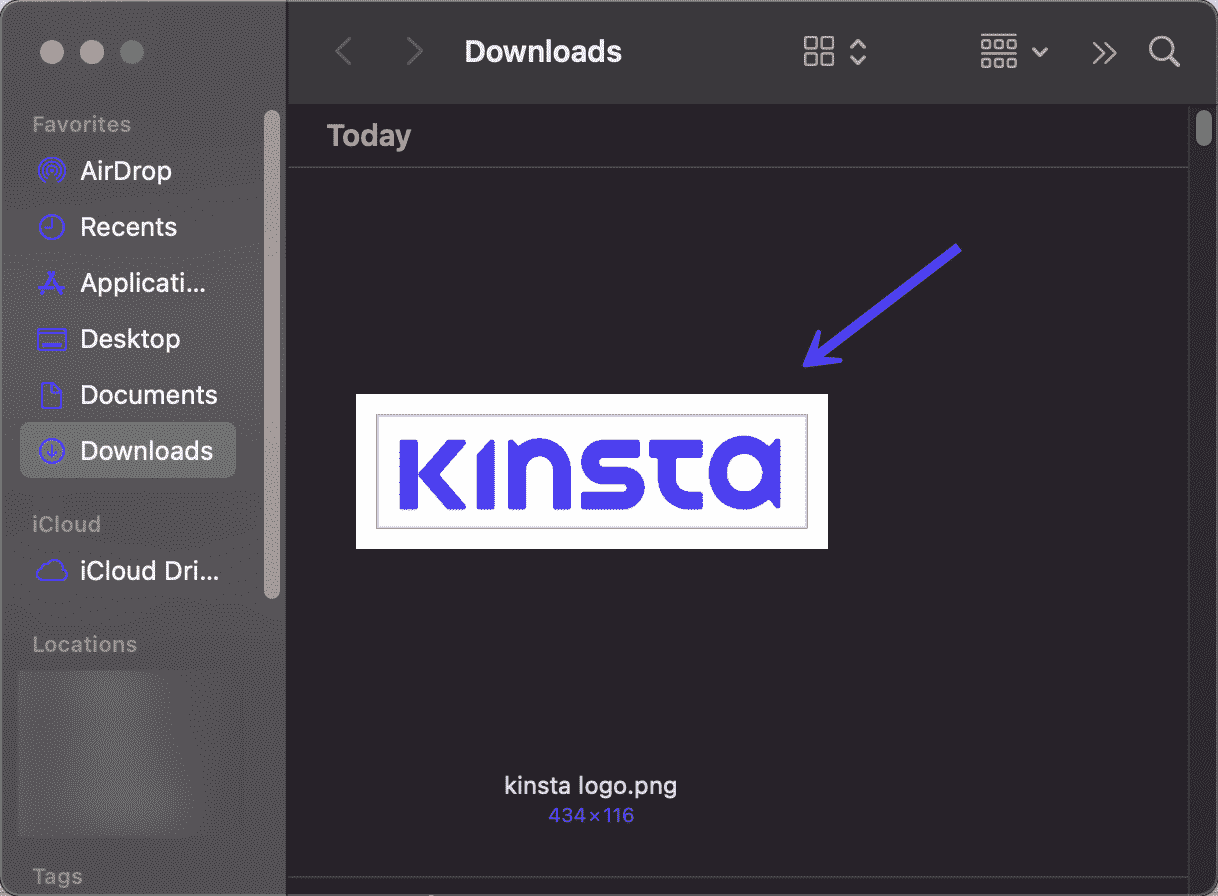 Downloads
Favorites
AirDrop
Recents
Applicati...
Desktop
Documents
Downloads
iCloud
iCloud Dri...
Locations
Tags
Today
kinsta
kinsta logo.png
434×116